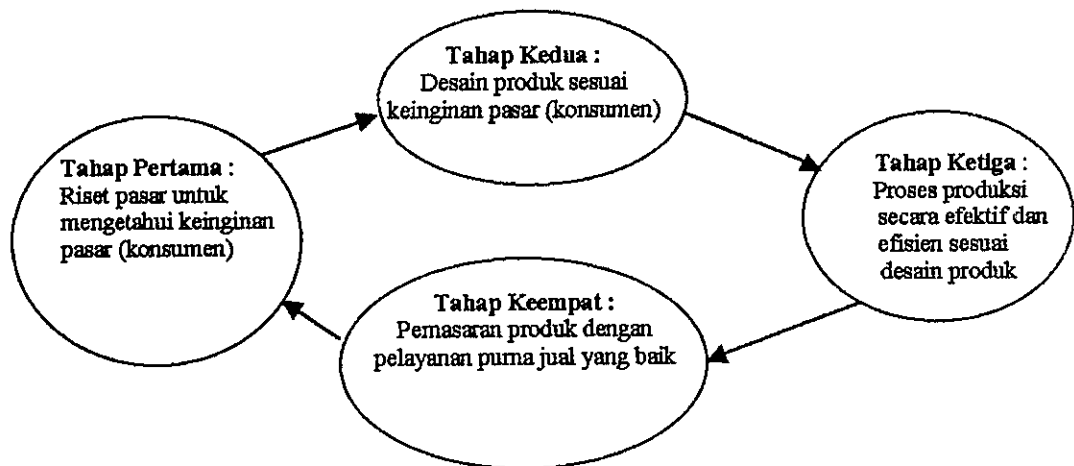 Tahap Pertama :
Riset pasar untuk
mengetahui keinginan
pasar (konsumen)
Tahap Kedua :
Desain produk sesuai
keinginan pasar (konsumen)
Tahap Ketiga :
Proses produksi
secara efektif dan
efisien sesuai
desain produk
Tahap Keempat :
Pemasaran produk dengan
pelayanan purna jual yang baik